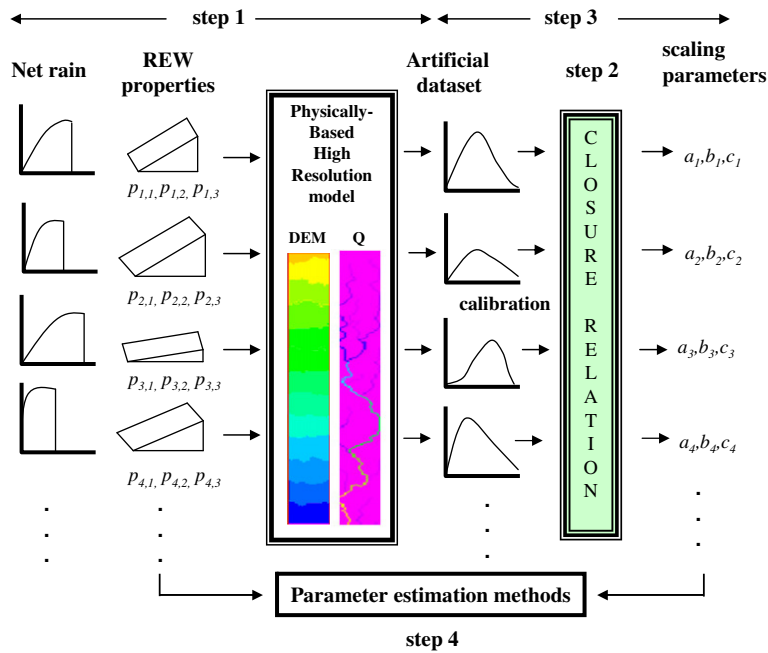 step 1
step 3
Net rain
REW
properties
Artificial
dataset
step 2
scaling
parameters
Physically-
Based
High
Resolution
model
DEM
Q
p1,1, p1,2, p1,3
p2,1, p2,2, p2,3
p3,1, p3,2, p3,3
p4,1, p4,2, p4,3
calibration
CLOSURE RELATION
a1,b1,c1
a2,b2,c2
a3,b3,c3
a4,b4,c4
Parameter estimation methods
step 4